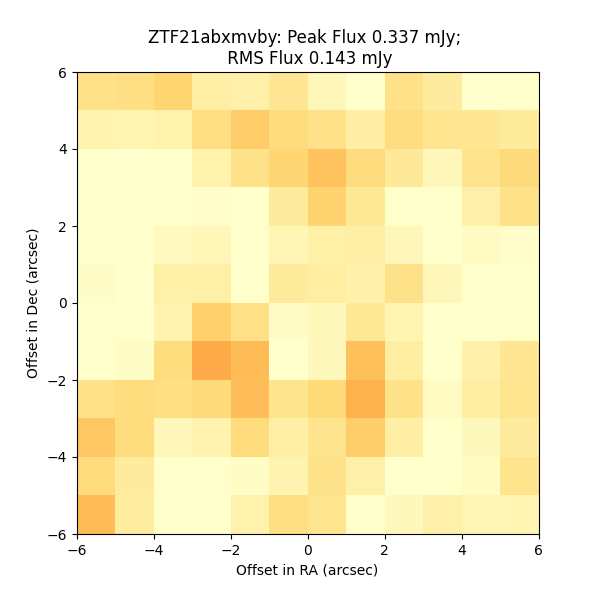 ZTF21abxmvby: Peak Flux 0.337 mJy;
RMS Flux 0.143 mJy
6
4
2
0
−2
−4
−6
Offset in Dec (arcsec)
−6 −4 −2 0 2 4 6
Offset in RA (arcsec)